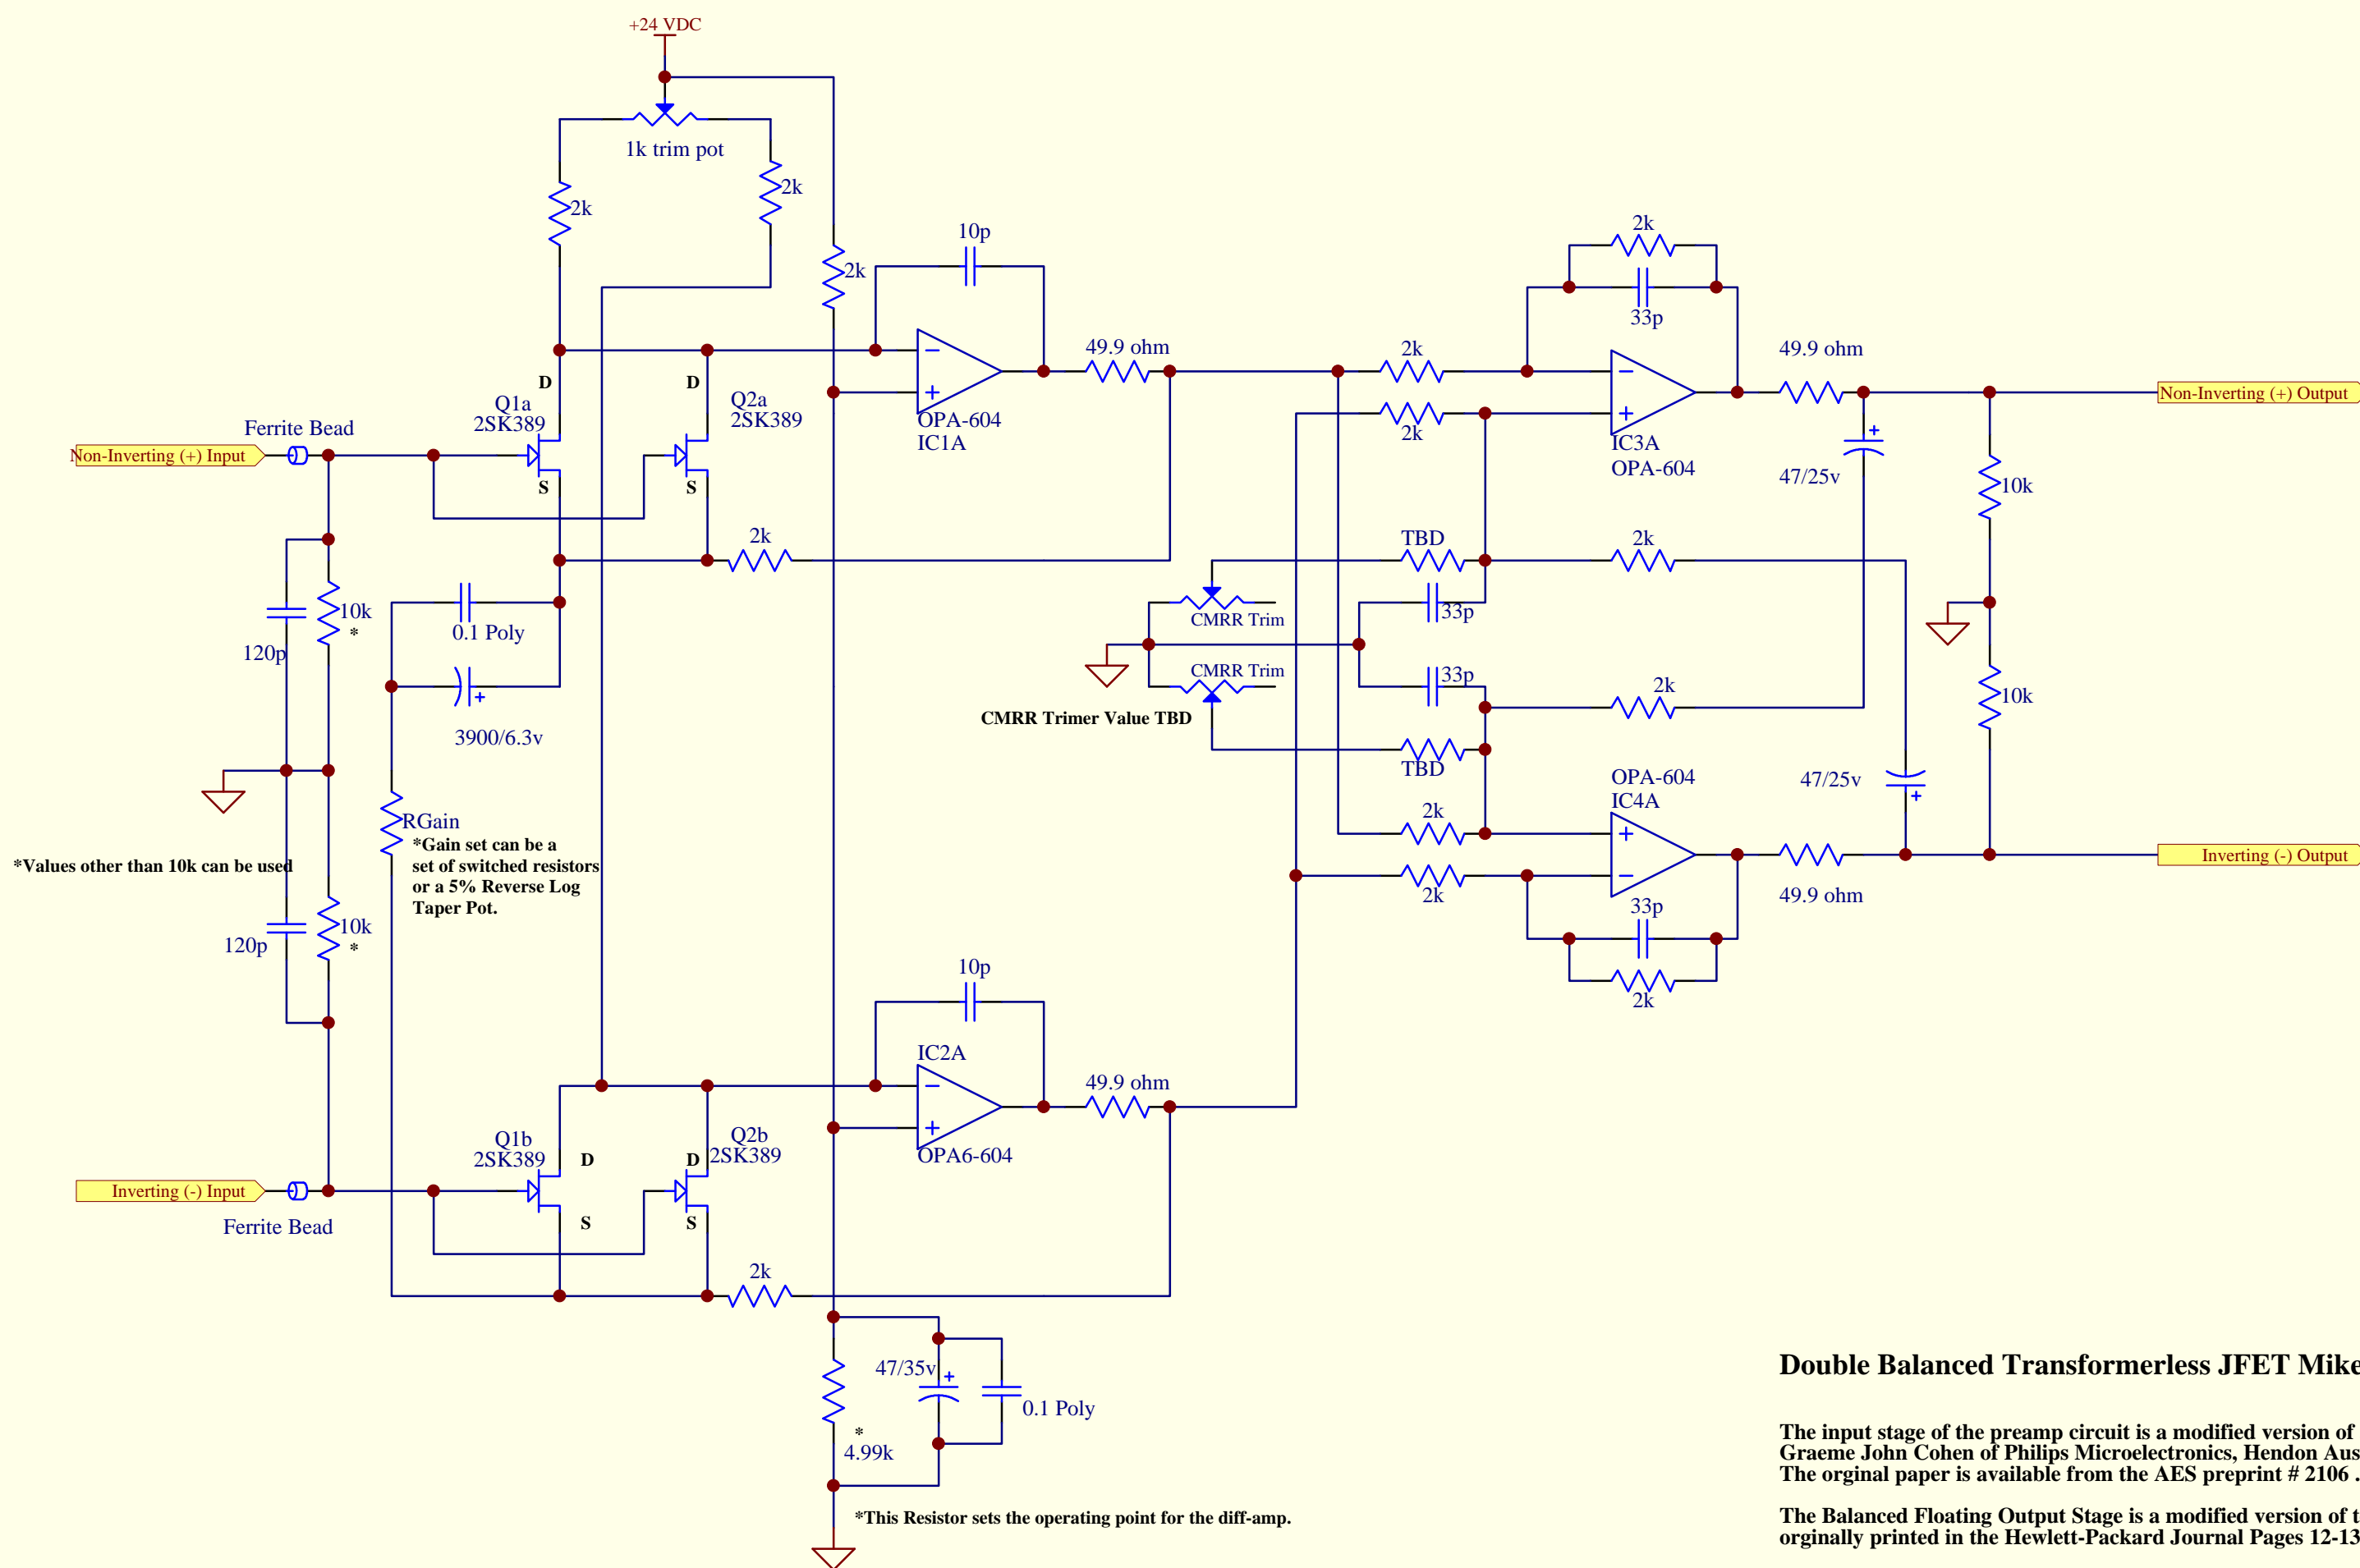 +24 VDC
1k trim pot
2k
2k
2k
10p
2k
33p
49.9 ohm
2k
49.9 ohm
D
D
Q1a
2SK389
Q2a
2SK389
OPA-604
IC1A
2k
IC3A
OPA-604
Non-Inverting (+) Output
Ferrite Bead
Non-Inverting (+) Input
S
S
47/25v
10k
2k
TBD
2k
10k
*
0.1 Poly
120p
CMRR Trim
33p
CMRR Trim
33p
2k
10k
CMRR Trimer Value TBD
3900/6.3v
TBD
OPA-604
IC4A
47/25v
RGain
*Gain set can be a
set of switched resistors
or a 5% Reverse Log
Taper Pot.
*Values other than 10k can be used
2k
2k
Inverting (-) Output
49.9 ohm
33p
2k
10k
*
120p
10p
IC2A
49.9 ohm
OPA6-604
Q1b
2SK389
D
Q2b
D
2SK389
Inverting (-) Input
S
S
Ferrite Bead
2k
47/35v
0.1 Poly
*
4.99k
*This Resistor sets the operating point for the diff-amp.
Double Balanced Transformerless JFET Mike
The input stage of the preamp circuit is a modified version of
Graeme John Cohen of Philips Microelectronics, Hendon Aus
The orginal paper is available from the AES preprint # 2106 .
The Balanced Floating Output Stage is a modified version of t
orginally printed in the Hewlett-Packard Journal Pages 12-13